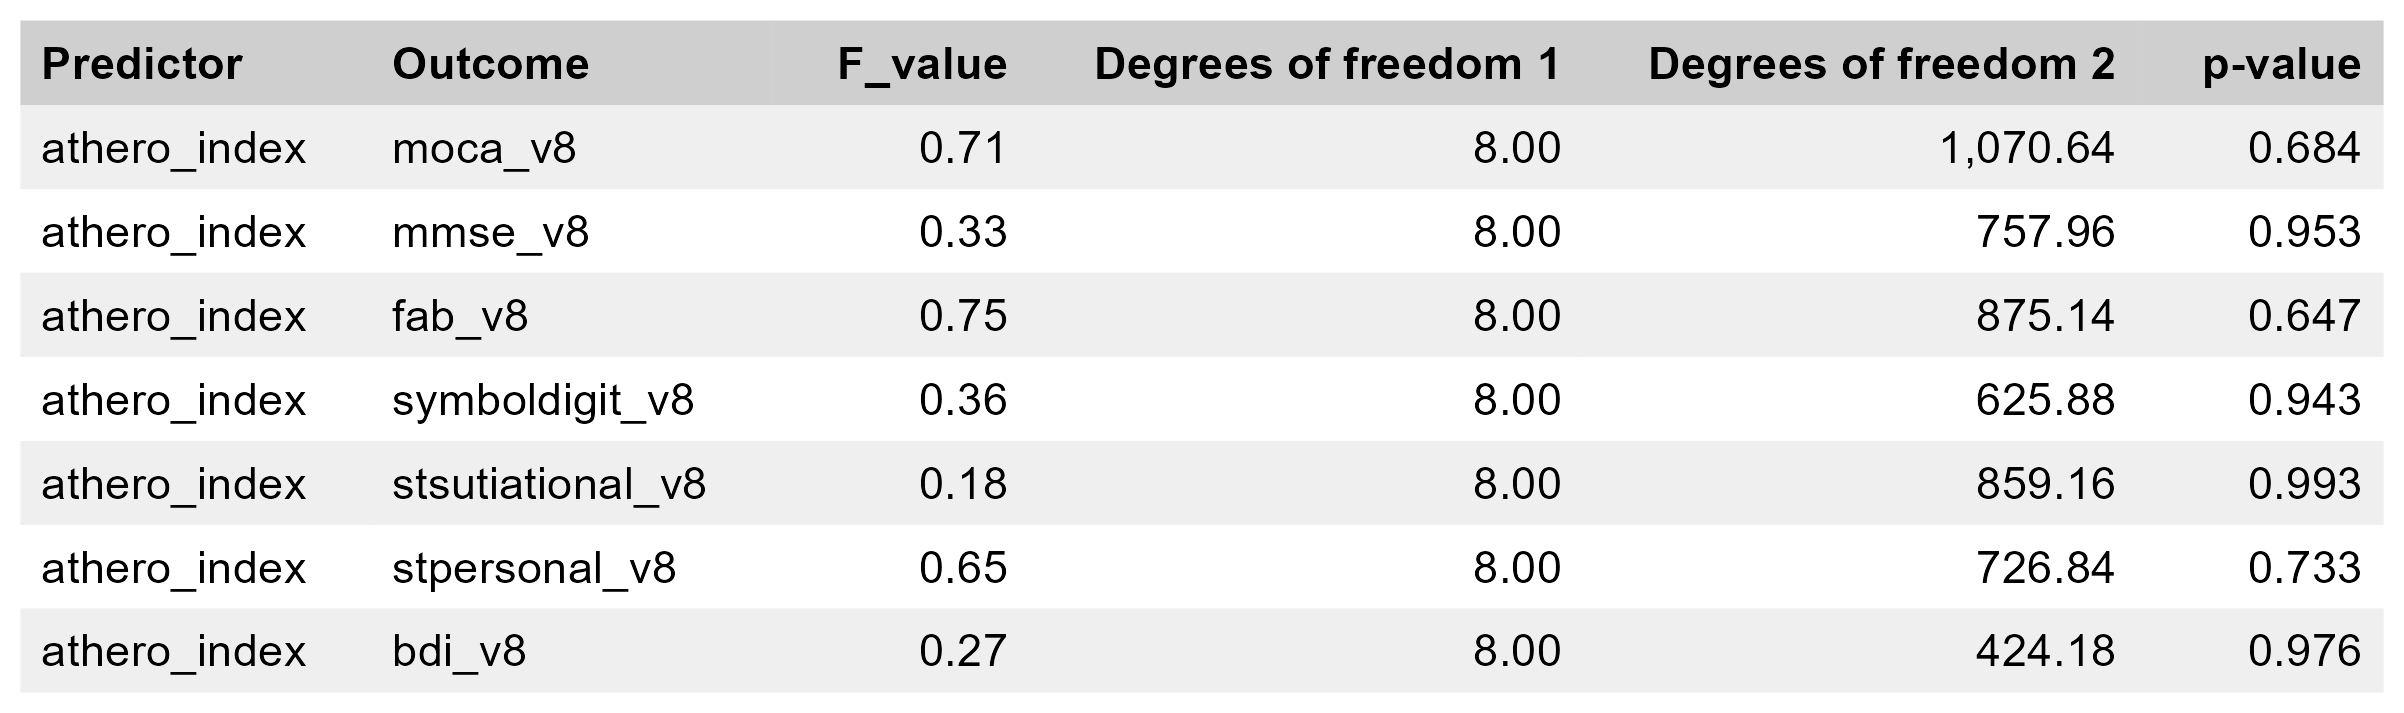 Predictor Outcome F_value Degrees of freedom 1 Degrees of freedom 2 p-value
athero_index moca_v8 0.71 8.00 1,070.64 0.684
athero_index mmse_v8 0.33 8.00 757.96 0.953
athero_index fab_v8 0.75 8.00 875.14 0.647
athero_index symboldigit_v8 0.36 8.00 625.88 0.943
athero_index stsutiational_v8 0.18 8.00 859.16 0.993
athero_index stpersonal_v8 0.65 8.00 726.84 0.733
athero_index bdi_v8 0.27 8.00 424.18 0.976